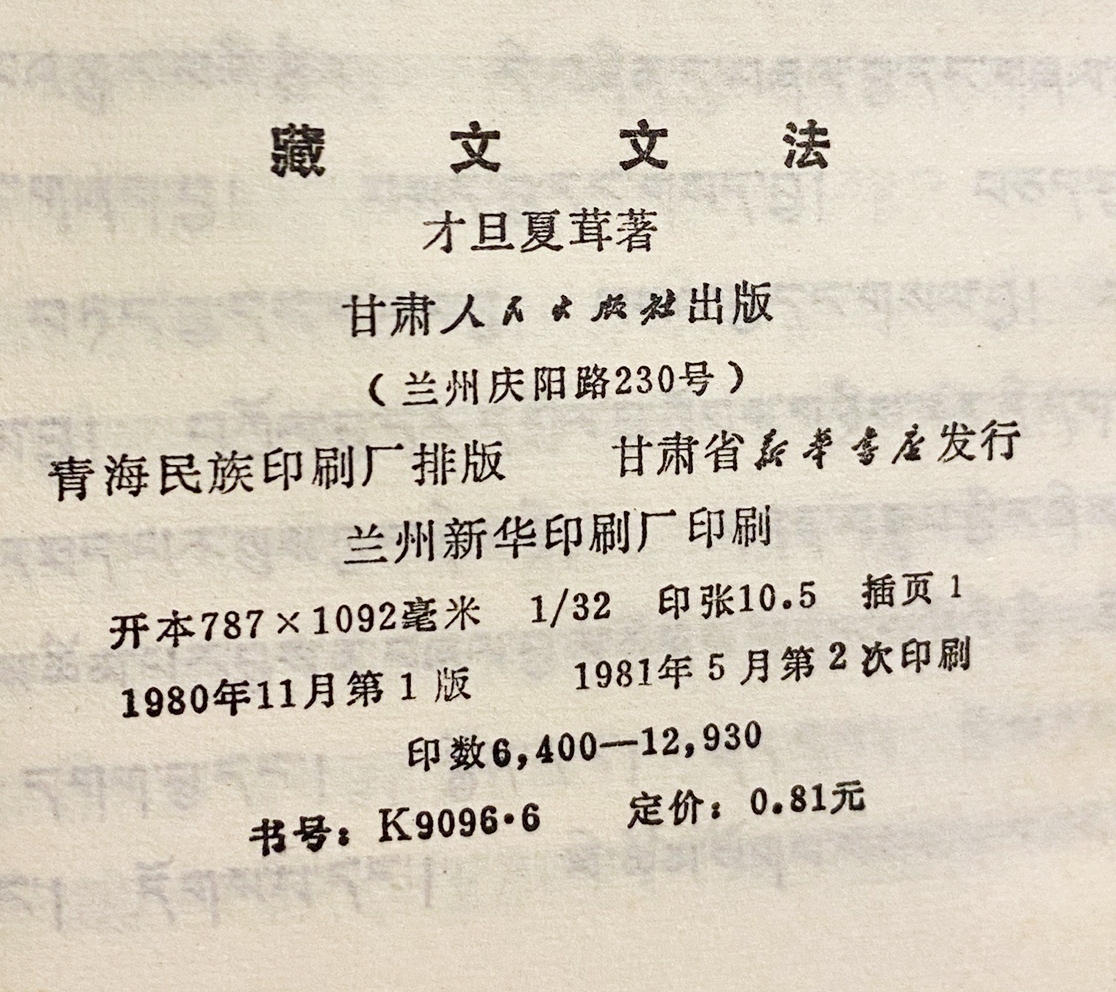 藏文文法
才旦夏茸著
甘肃人民出版社出版
（兰州庆阳路230号）
青海民族印刷厂排版 甘肃省新華書店发行
兰州新华印刷厂印刷
开本787×1092毫米 1/32 印张10.5 插页1
1980年11月第1版 1981年5月第2次印刷
印数6,400—12,930
书号：K9096·6 定价：0.81元